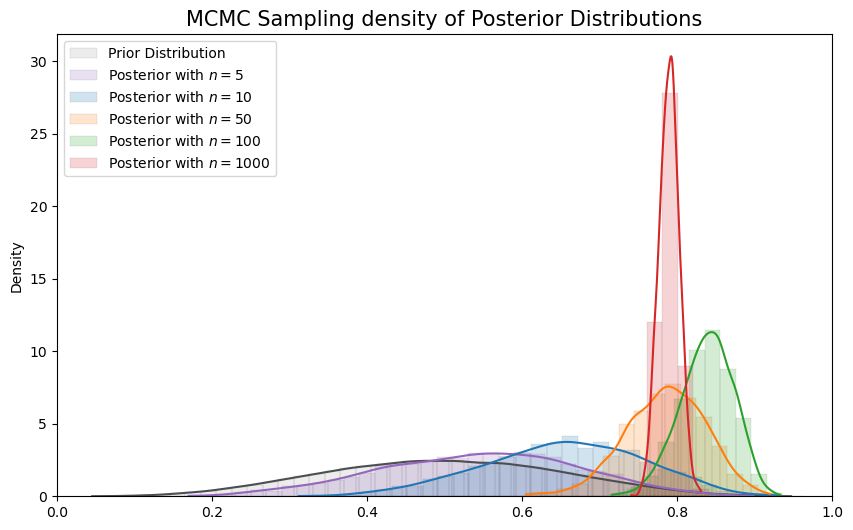 MCMC Sampling density of Posterior Distributions
Prior Distribution
Posterior with n = 5
Posterior with n = 10
Posterior with n = 50
Posterior with n = 100
Posterior with n = 1000
Density
30
25
20
15
10
5
0
0.0 0.2 0.4 0.6 0.8 1.0